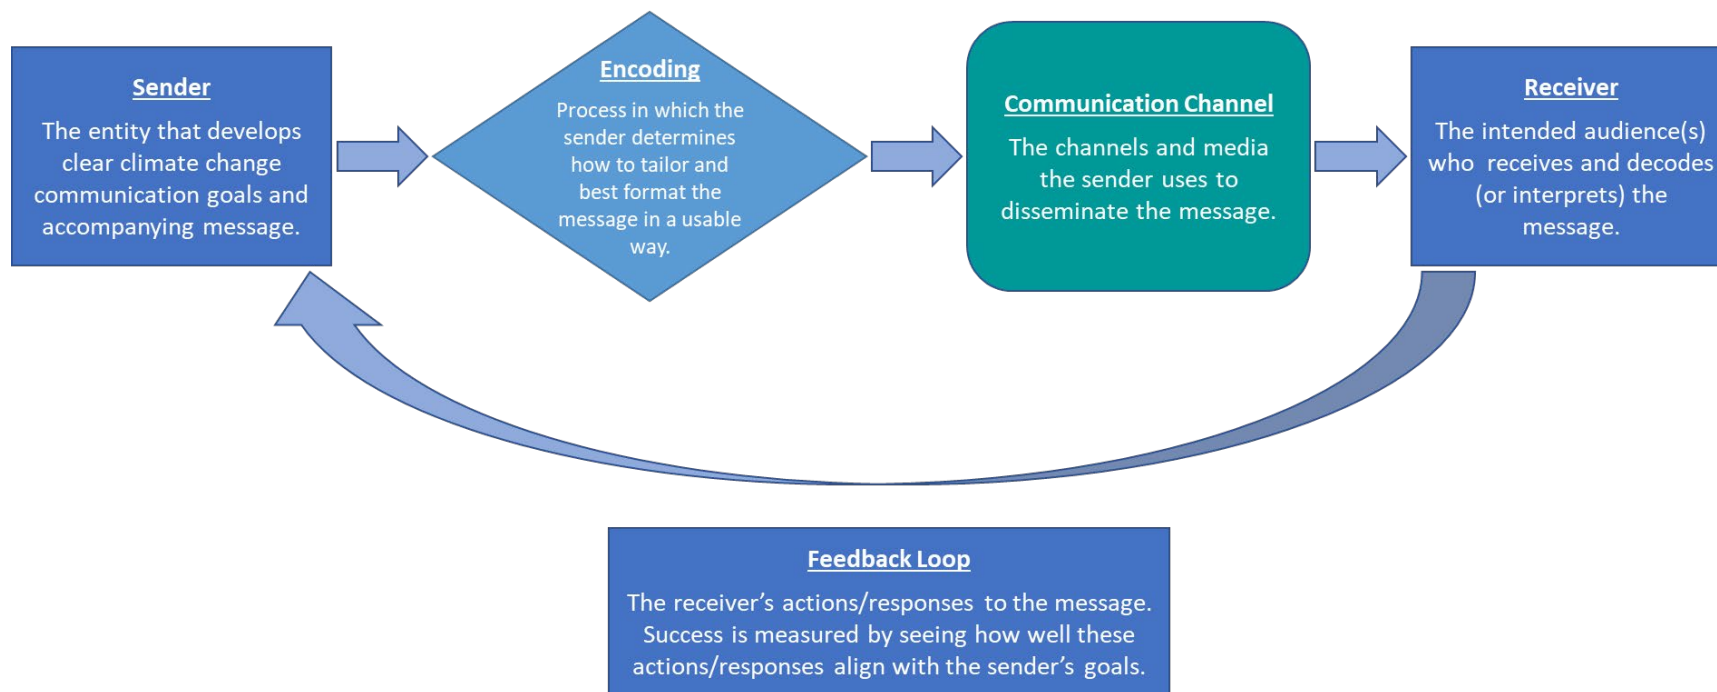 Sender
The entity that develops
clear climate change
communication goals and
accompanying message.
Encoding
Process in which the
sender determines
how to tailor and
best format the
message in a usable
way.
Communication Channel
The channels and media
the sender uses to
disseminate the message.
Receiver
The intended audience(s)
who receives and decodes
(or interprets) the
message.
Feedback Loop
The receiver’s actions/responses to the message.
Success is measured by seeing how well these
actions/responses align with the sender’s goals.